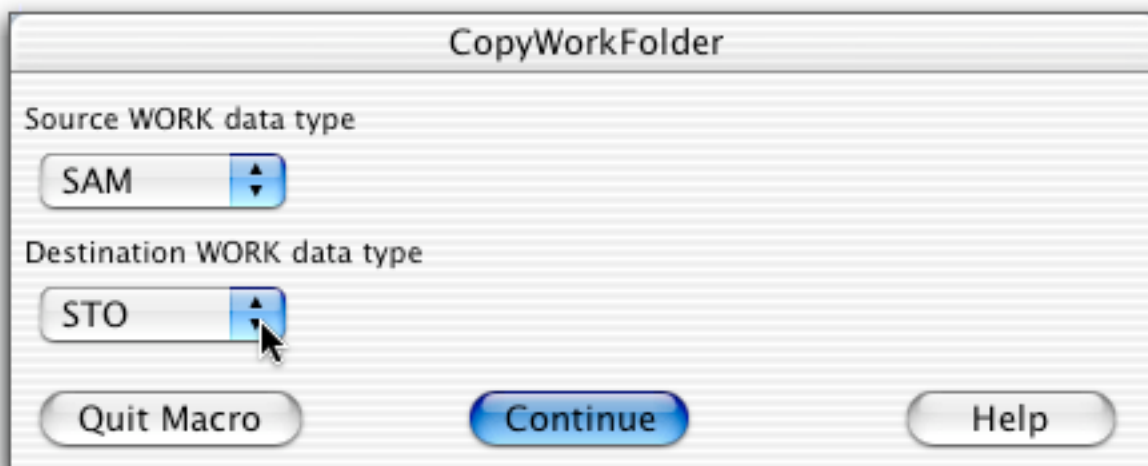 CopyWorkFolder
Source WORK data type
SAM
Destination WORK data type
STO
Quit Macro Continue Help